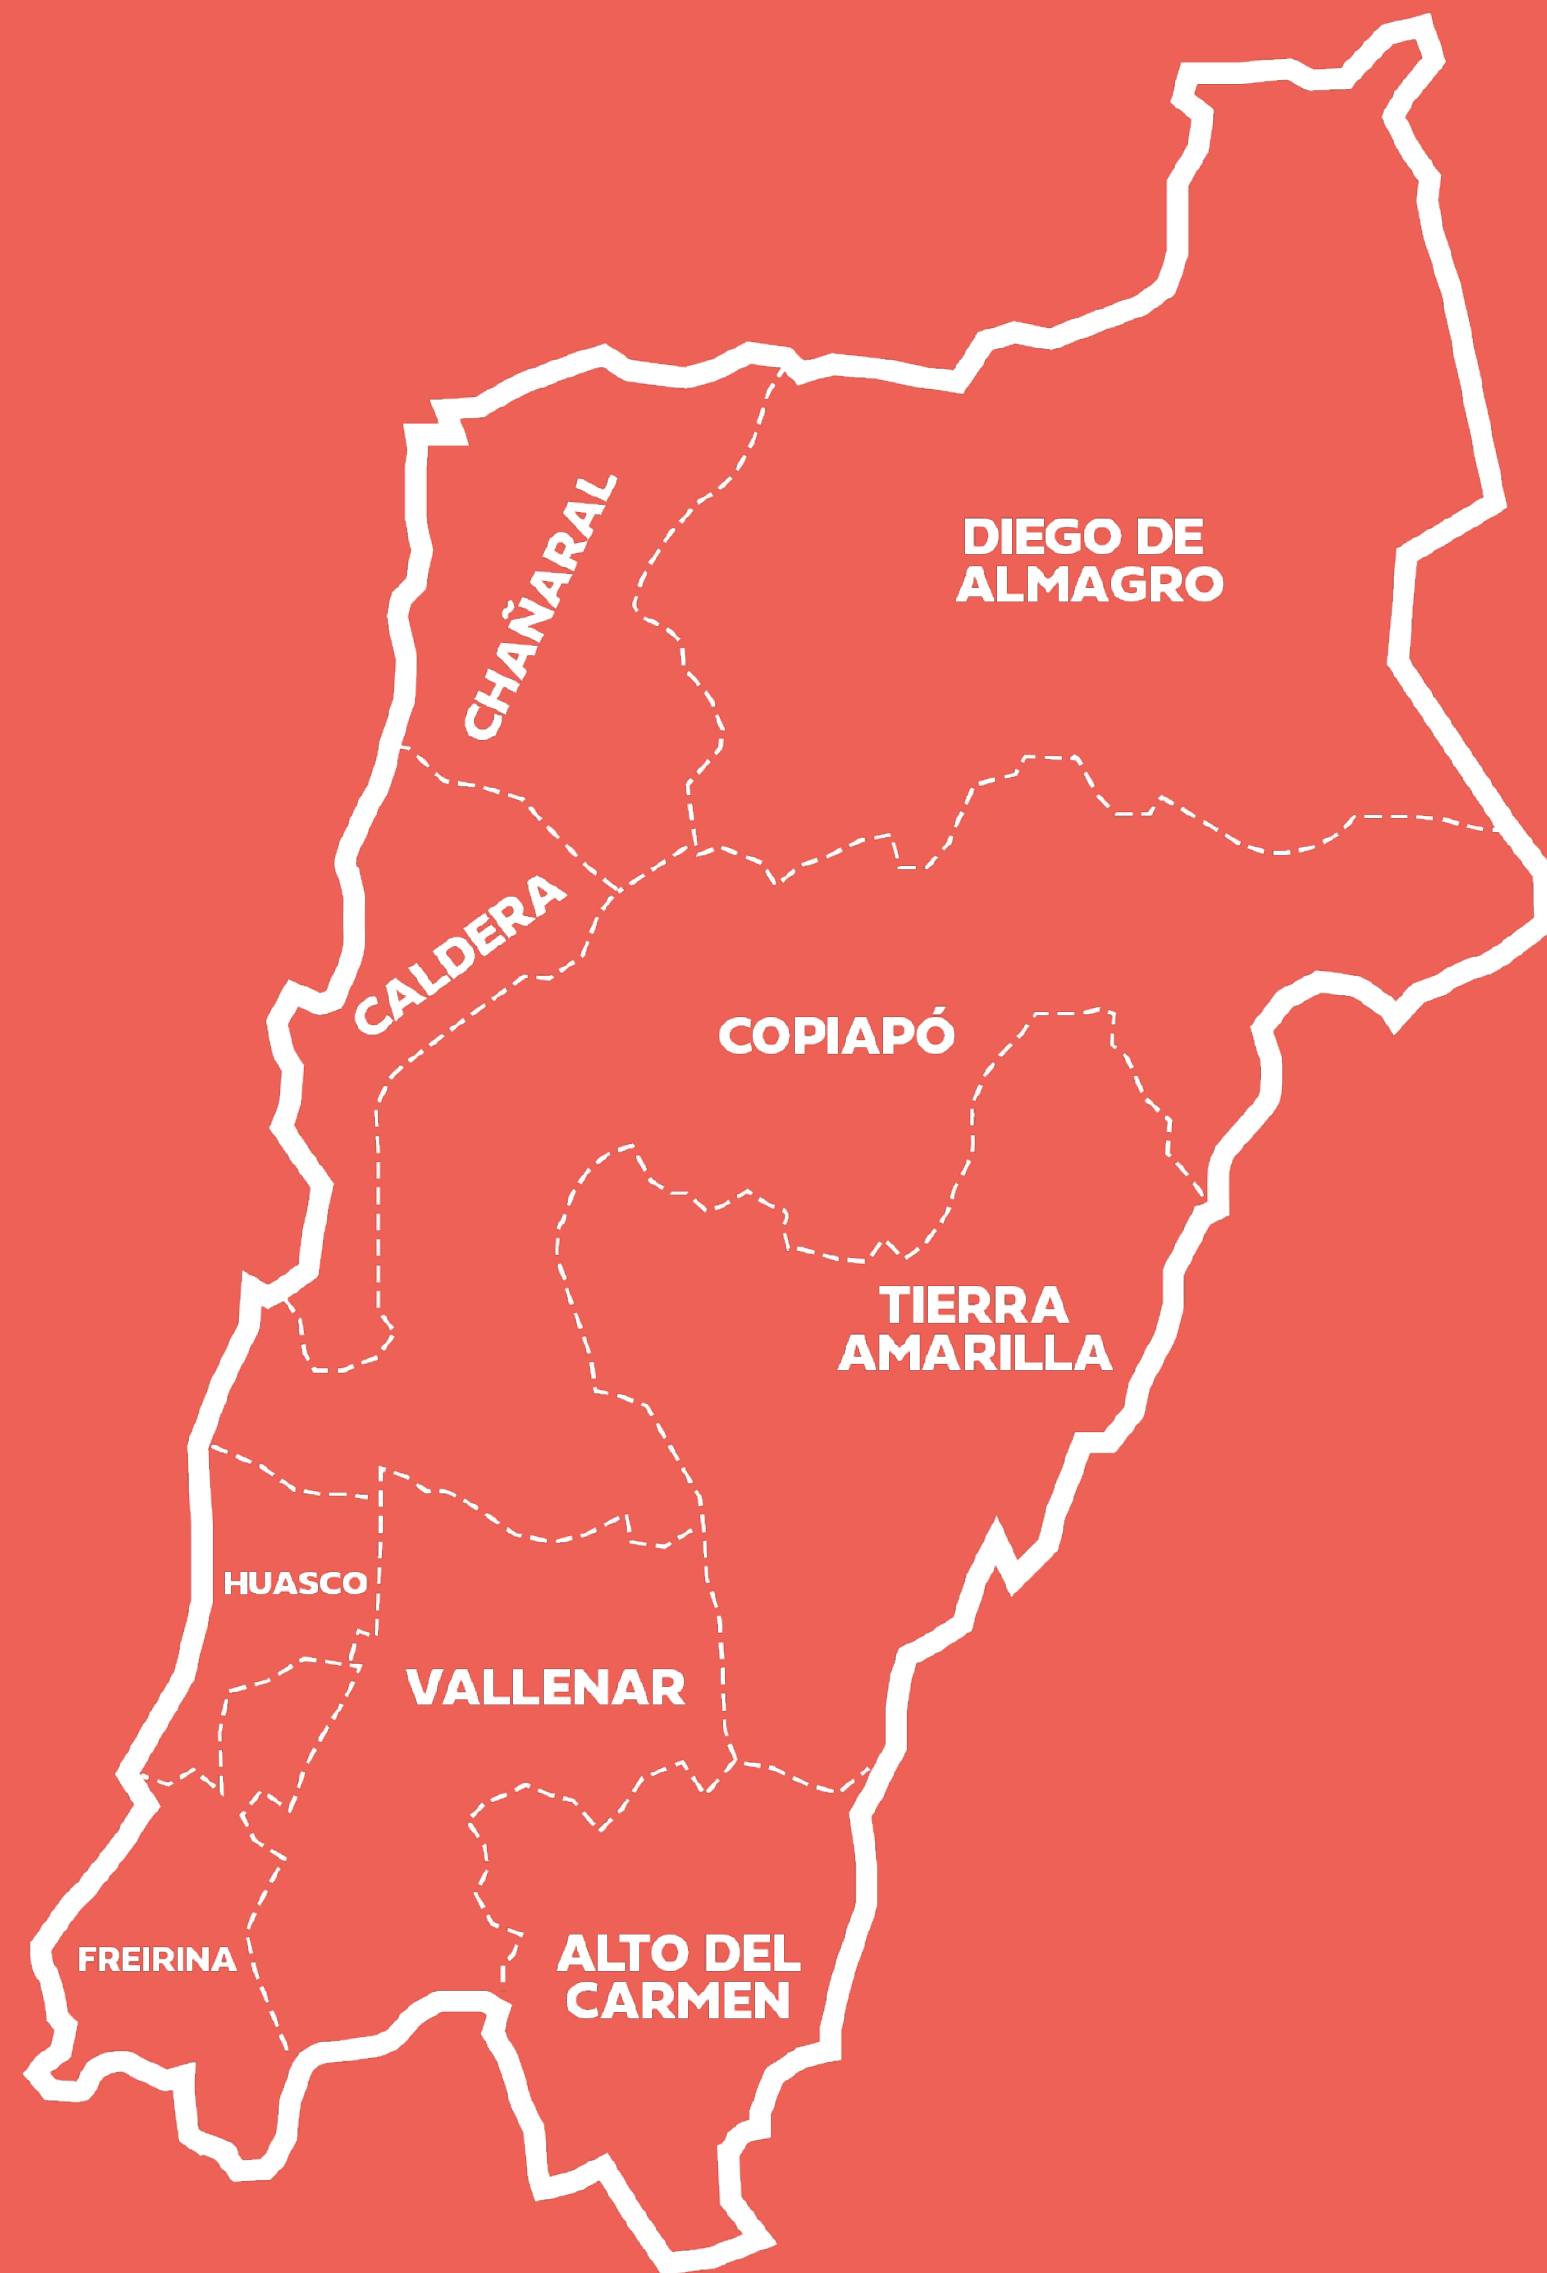 CHAÑARAL
DIEGO DE
ALMAGRO
CALDERA
COPIAPÓ
TIERRA
AMARILLA
HUASCO
VALLENAR
FREIRINA
ALTO DEL
CARMEN